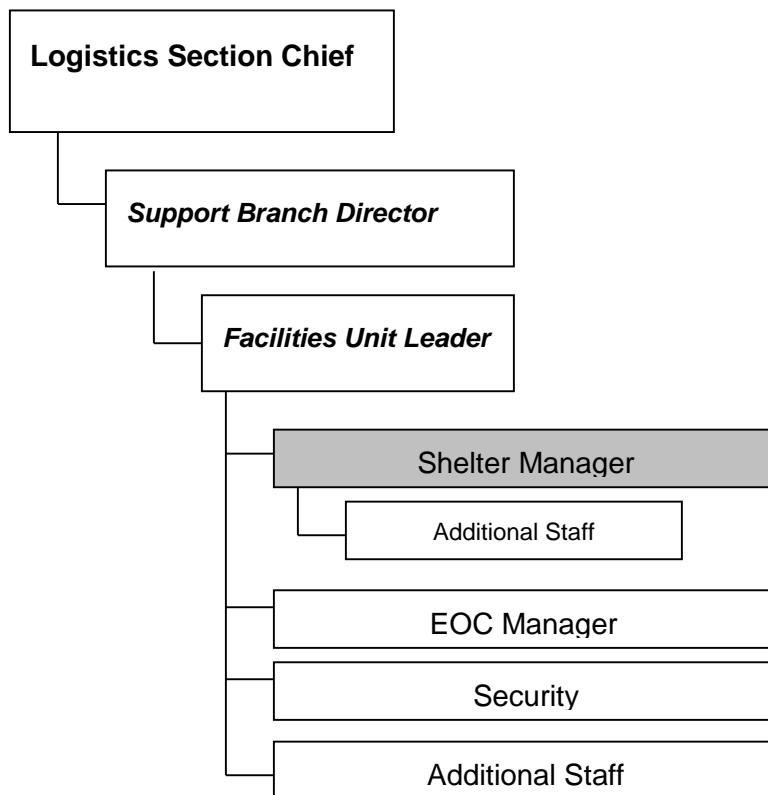 Logistics Section Chief
Support Branch Director
Facilities Unit Leader
Shelter Manager
Additional Staff
EOC Manager
Security
Additional Staff